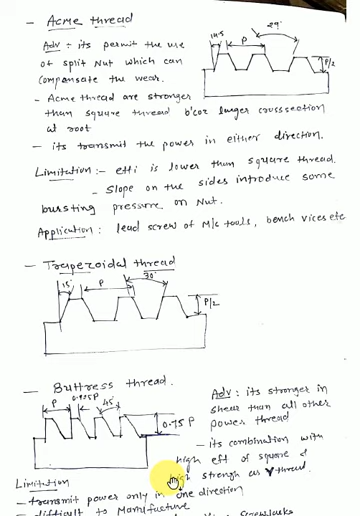 - Acme thread
29°
14.5
P
P/2
Adv : its permit the use
of split Nut which can
compensate the wear.
- Acme thread are stronger
than square thread b'coz larger crosssection
at root
- its transmit the power in either direction.
Limitation :- effi is lower than square thread.
- Slope on the sides introduce some
bursting pressure on Nut.
Application : lead screw of M/c tools, bench vices etc
- Trapezoidal thread
15°
P
30°
P/2
- Buttress thread.
P
45°
0.75 P
Adv : its stronger in
shear than all other
power thread
- its combination with
high eff of square &
strength as V thread.
Limitation
- transmit power only in one direction
- difficult to Manufacture